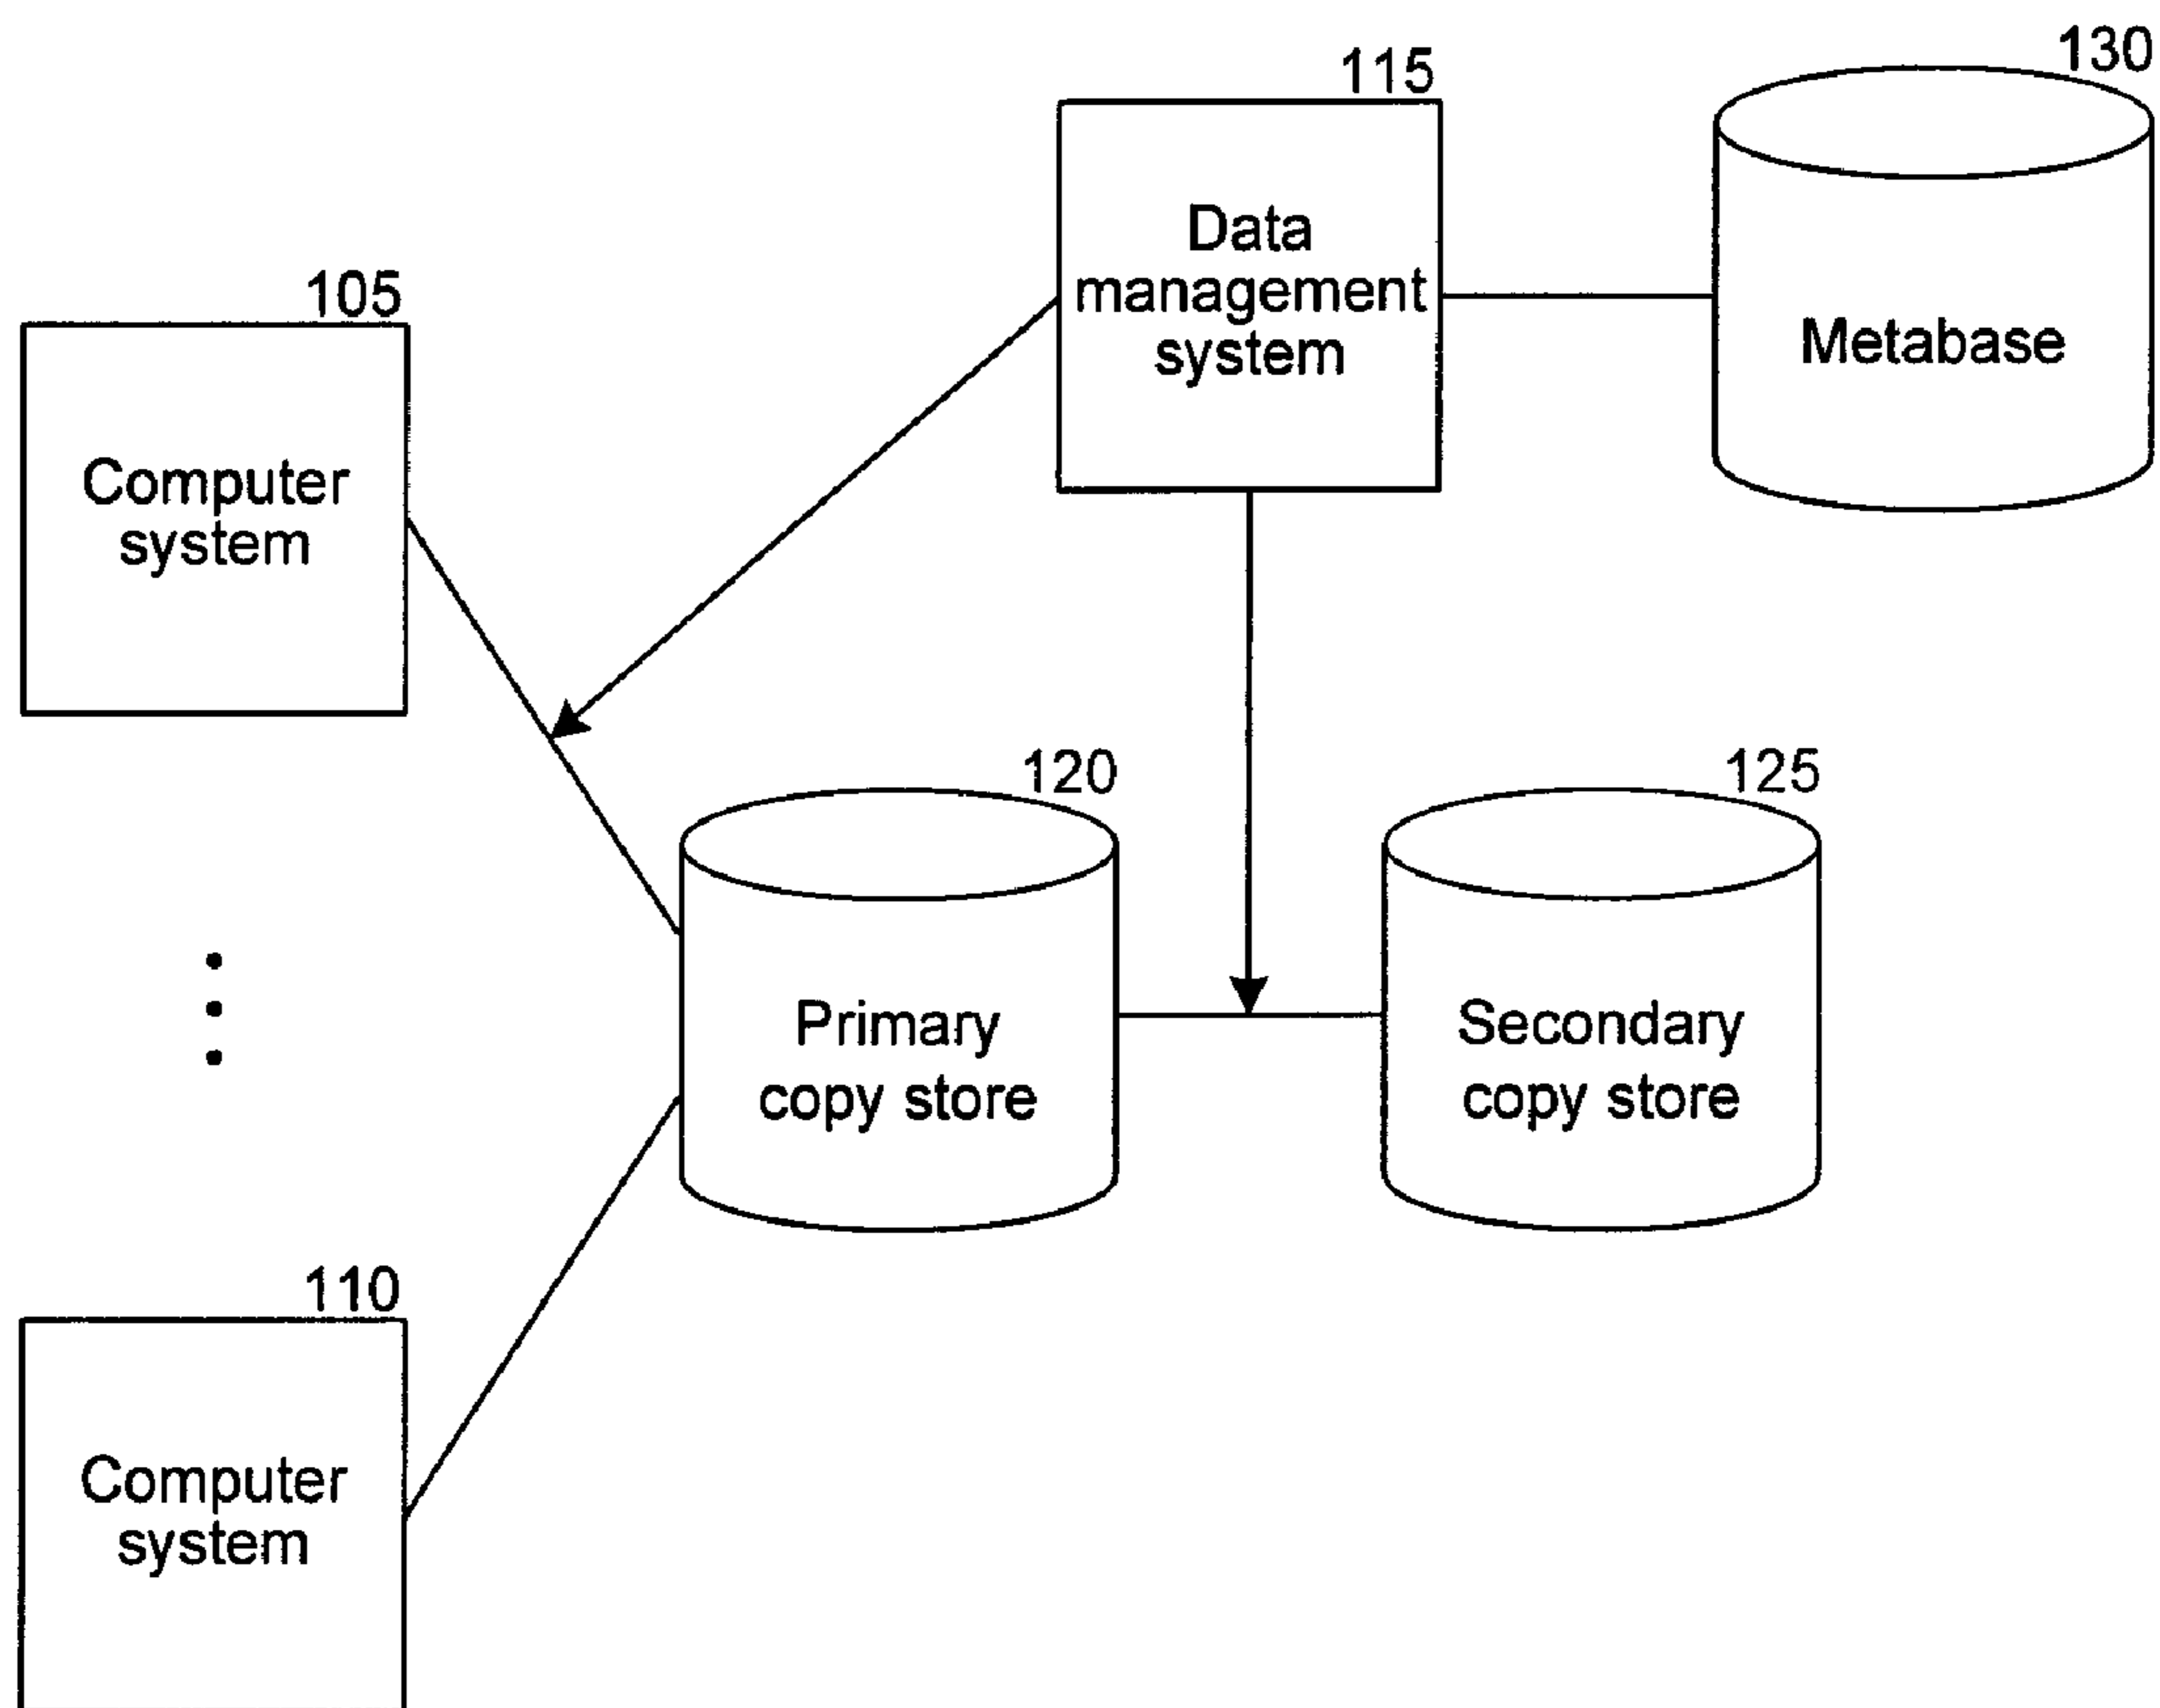 130
115
Data
management
system
Metabase
105
Computer
system
120
125
Primary
copy store
Secondary
copy store
110
Computer
system